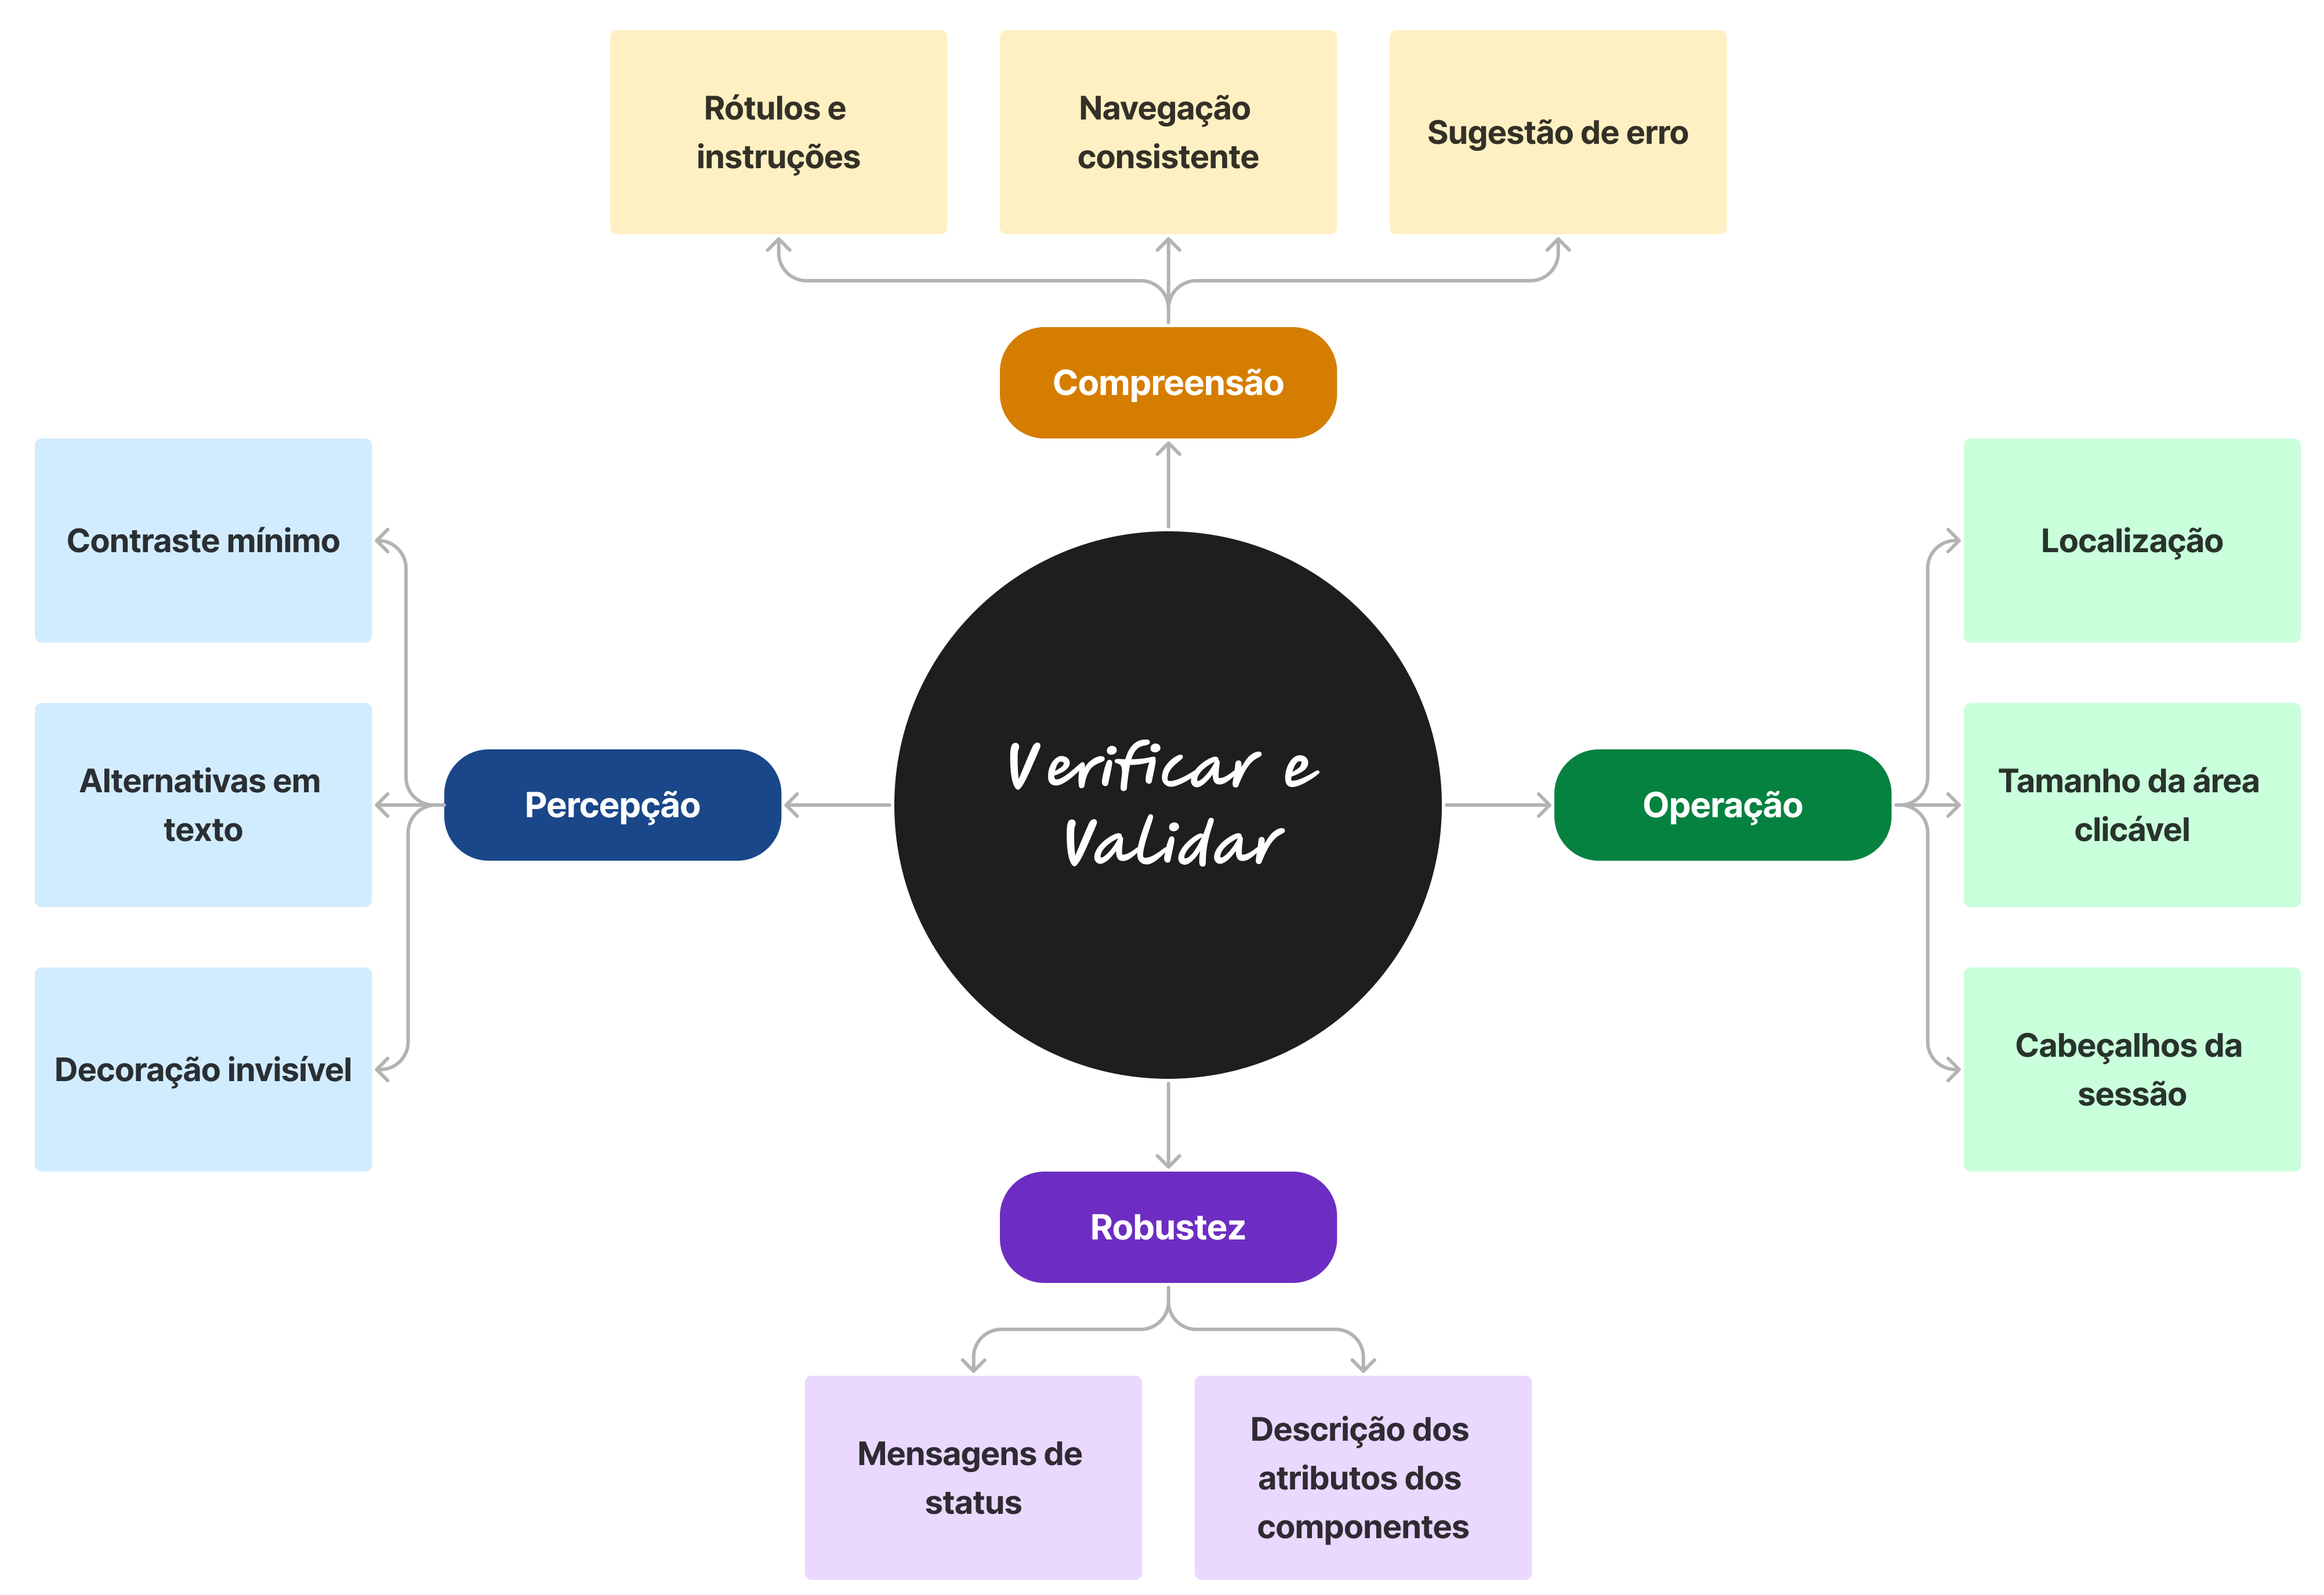 Rótulos e
instruções
Navegação
consistente
Sugestão de erro
Compreensão
Contraste mínimo
Localização
Alternativas em
texto
Percepção
Verificar e
Validar
Operação
Tamanho da área
clicável
Decoração invisível
Cabeçalhos da
sessão
Robustez
Mensagens de
status
Descrição dos
atributos dos
componentes